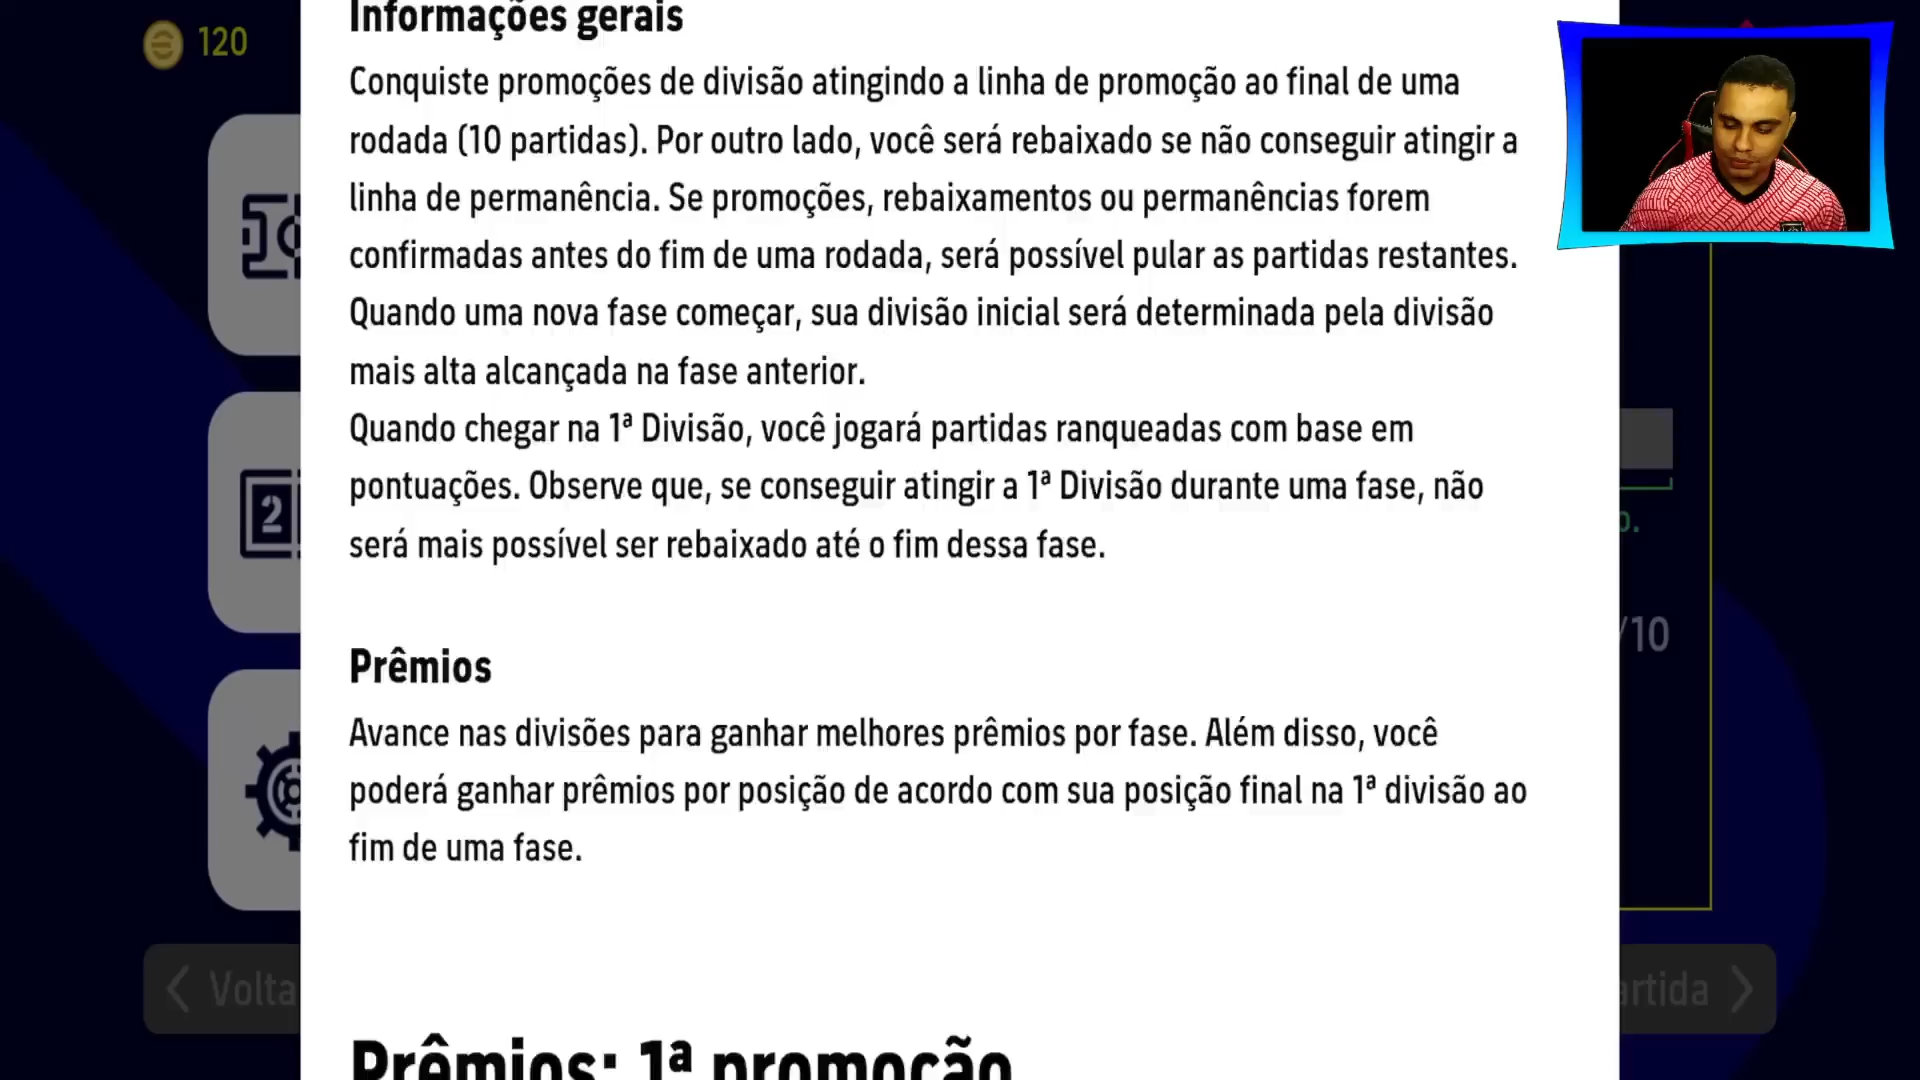 120
Informações gerais
Conquiste promoções de divisão atingindo a linha de promoção ao final de uma
rodada (10 partidas). Por outro lado, você será rebaixado se não conseguir atingir a
linha de permanência. Se promoções, rebaixamentos ou permanências forem
confirmadas antes do fim de uma rodada, será possível pular as partidas restantes.
Quando uma nova fase começar, sua divisão inicial será determinada pela divisão
mais alta alcançada na fase anterior.
Quando chegar na 1ª Divisão, você jogará partidas ranqueadas com base em
pontuações. Observe que, se conseguir atingir a 1ª Divisão durante uma fase, não
será mais possível ser rebaixado até o fim dessa fase.
2
/10
Prêmios
Avance nas divisões para ganhar melhores prêmios por fase. Além disso, você
poderá ganhar prêmios por posição de acordo com sua posição final na 1ª divisão ao
fim de uma fase.
Volta
artida
Prêmios: 1ª promoção